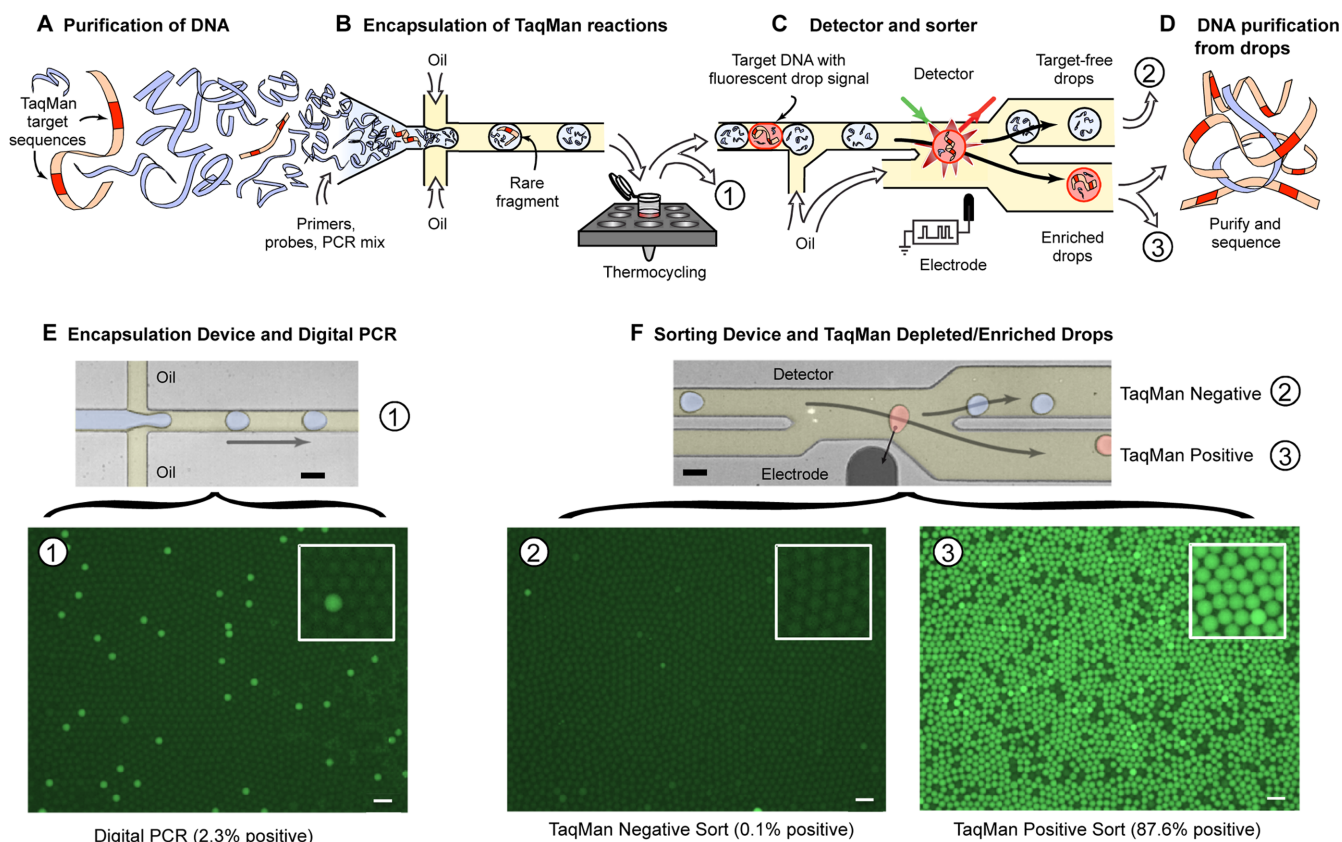 A Purification of DNA
TaqMan
target
sequences
Primers,
probes, PCR mix
B Encapsulation of TaqMan reactions
Oil
Oil
Rare
fragment
Thermocycling
1
C Detector and sorter
Target DNA with
fluorescent drop signal
Detector
Target-free
drops
2
Oil
Electrode
Enriched
drops
3
D DNA purification
from drops
Purify and
sequence
E Encapsulation Device and Digital PCR
Oil
Oil
1
F Sorting Device and TaqMan Depleted/Enriched Drops
Detector
Electrode
TaqMan Negative 2
TaqMan Positive 3
1
Digital PCR (2.3% positive)
2
TaqMan Negative Sort (0.1% positive)
3
TaqMan Positive Sort (87.6% positive)